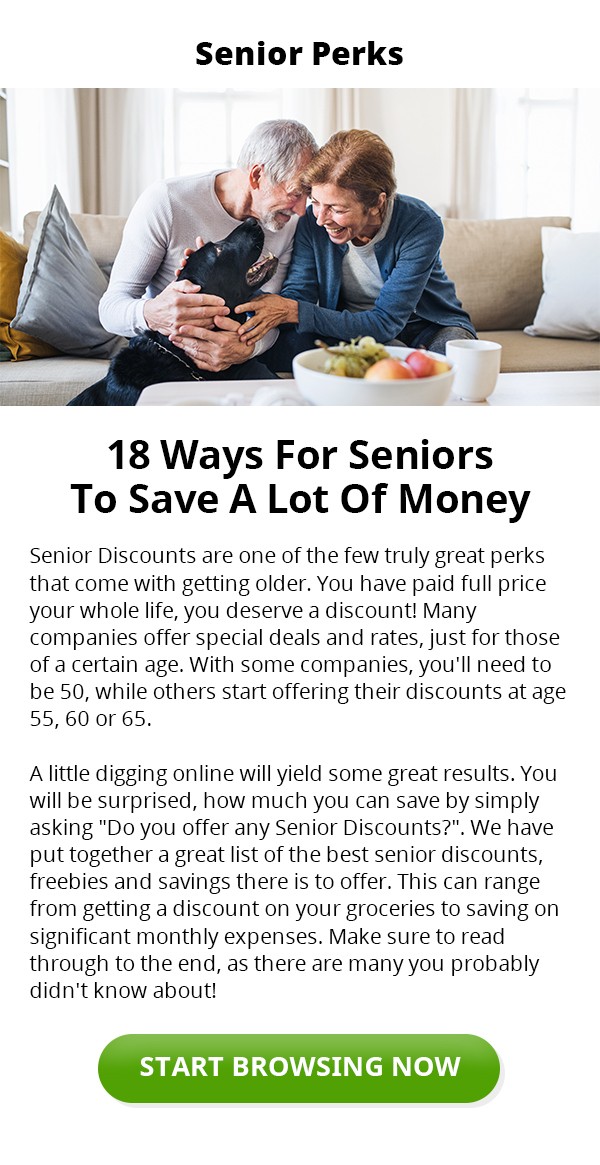 Senior Perks
18 Ways For Seniors
To Save A Lot Of Money
Senior Discounts are one of the few truly great perks
that come with getting older. You have paid full price
your whole life, you deserve a discount! Many
companies offer special deals and rates, just for those
of a certain age. With some companies, you'll need to
be 50, while others start offering their discounts at age
55, 60 or 65.
A little digging online will yield some great results. You
will be surprised, how much you can save by simply
asking "Do you offer any Senior Discounts?". We have
put together a great list of the best senior discounts,
freebies and savings there is to offer. This can range
from getting a discount on your groceries to saving on
significant monthly expenses. Make sure to read
through to the end, as there are many you probably
didn't know about!
START BROWSING NOW